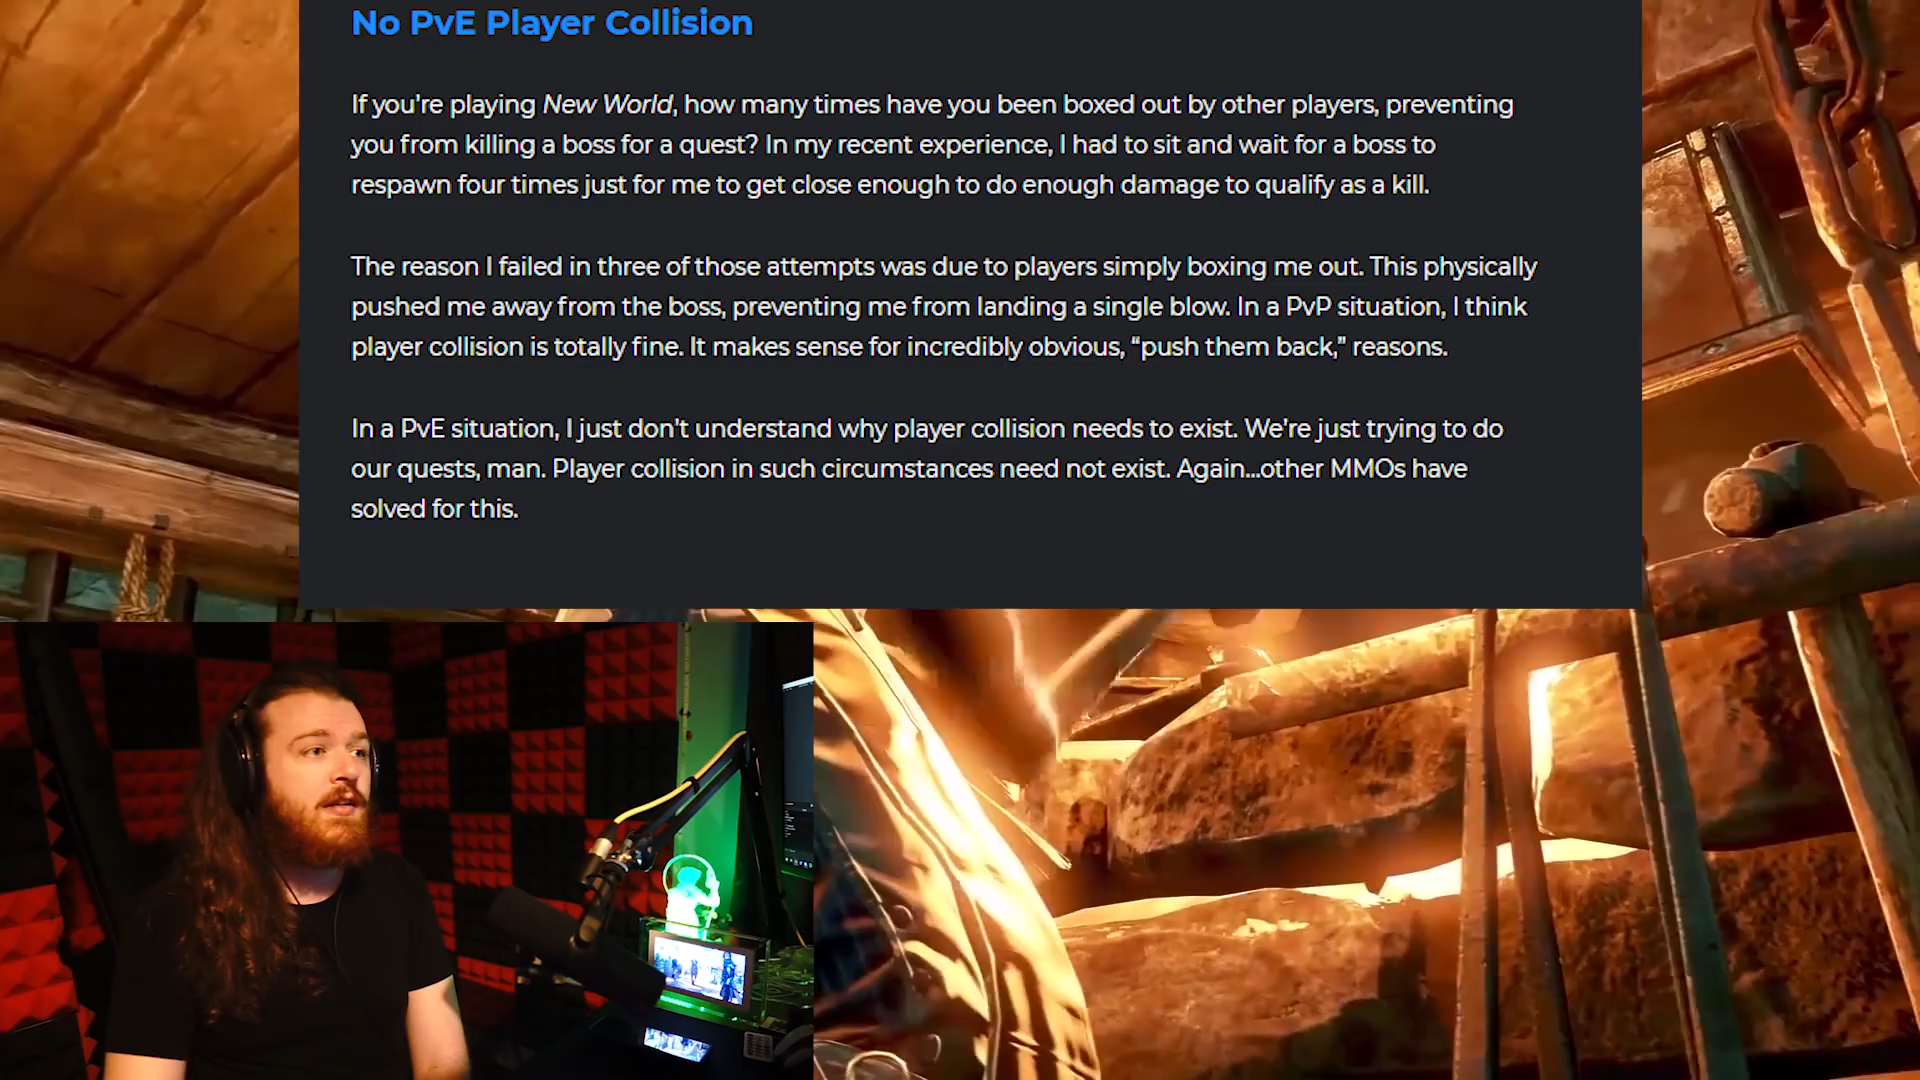 No PvE Player Collision
If you're playing New World, how many times have you been boxed out by other players, preventing
you from killing a boss for a quest? In my recent experience, I had to sit and wait for a boss to
respawn four times just for me to get close enough to do enough damage to qualify as a kill.
The reason I failed in three of those attempts was due to players simply boxing me out. This physically
pushed me away from the boss, preventing me from landing a single blow. In a PvP situation, I think
player collision is totally fine. It makes sense for incredibly obvious, “push them back,” reasons.
In a PvE situation, I just don't understand why player collision needs to exist. We're just trying to do
our quests, man. Player collision in such circumstances need not exist. Again...other MMOs have
solved for this.